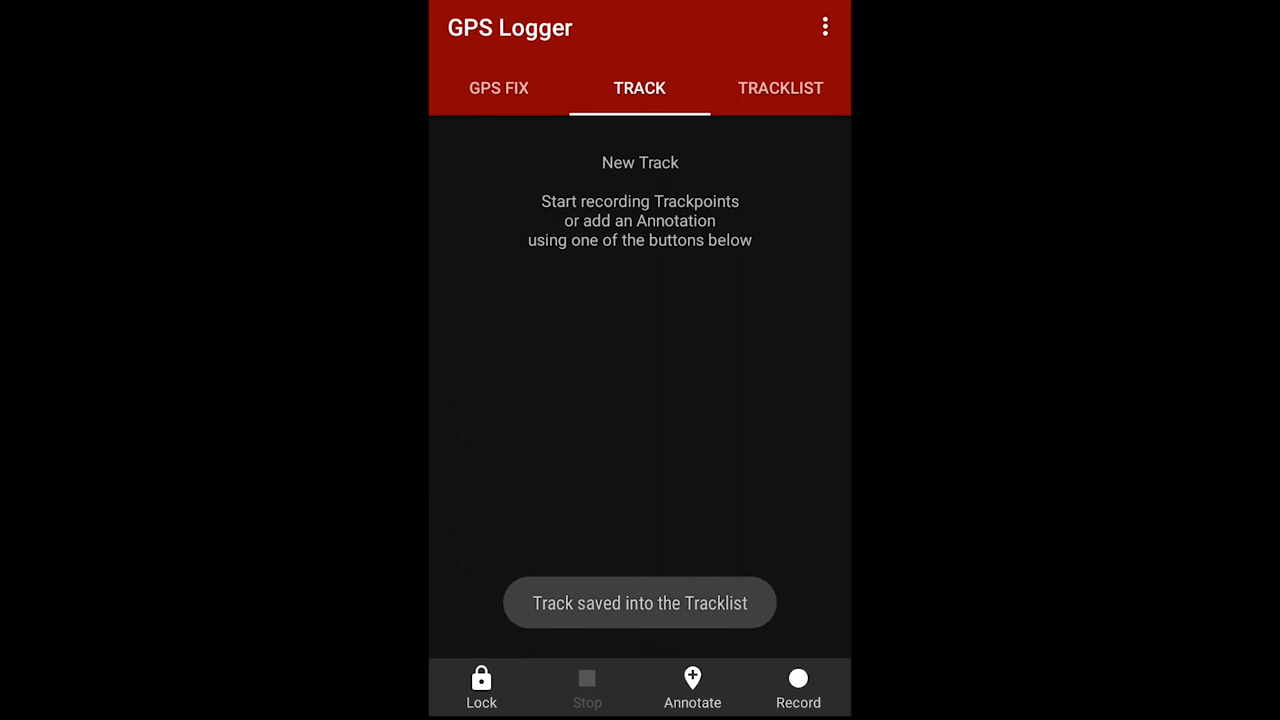 GPS Logger
GPS FIX
TRACK
TRACKLIST
New Track
Start recording Trackpoints
or add an Annotation
using one of the buttons below
Track saved into the Tracklist
Lock
Stop
Annotate
Record